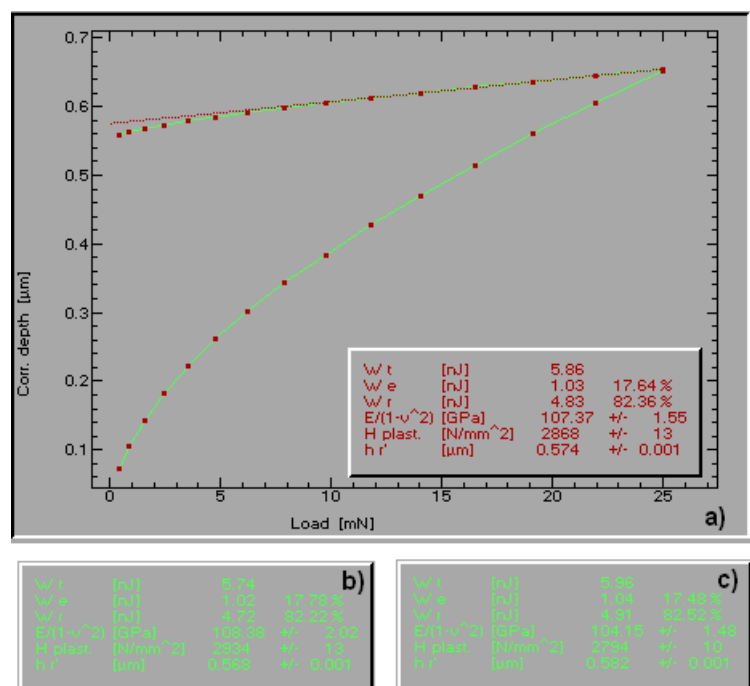 0.7
0.6
0.5
0.4
0.3
0.2
0.1
Corr. depth [µm]
W t [nJ] 5.86
W e [nJ] 1.03 17.64 %
W r [nJ] 4.83 82.36 %
E/(1-v^2) [GPa] 107.37 +/- 1.55
H plast. [N/mm^2] 2868 +/- 13
h r' [µm] 0.574 +/- 0.001
0 5 10 15 20 25
Load [mN]
a)
b)
W t [nJ] 5.74
W e [nJ] 1.02 17.78 %
W r [nJ] 4.72 82.22 %
E/(1-v^2) [GPa] 106.38 +/- 2.02
H plast. [N/mm^2] 2934 +/- 13
h r' [µm] 0.568 +/- 0.001
c)
W t [nJ] 5.96
W e [nJ] 1.04 17.48 %
W r [nJ] 4.91 82.52 %
E/(1-v^2) [GPa] 104.15 +/- 1.48
H plast. [N/mm^2] 2794 +/- 10
h r' [µm] 0.582 +/- 0.001